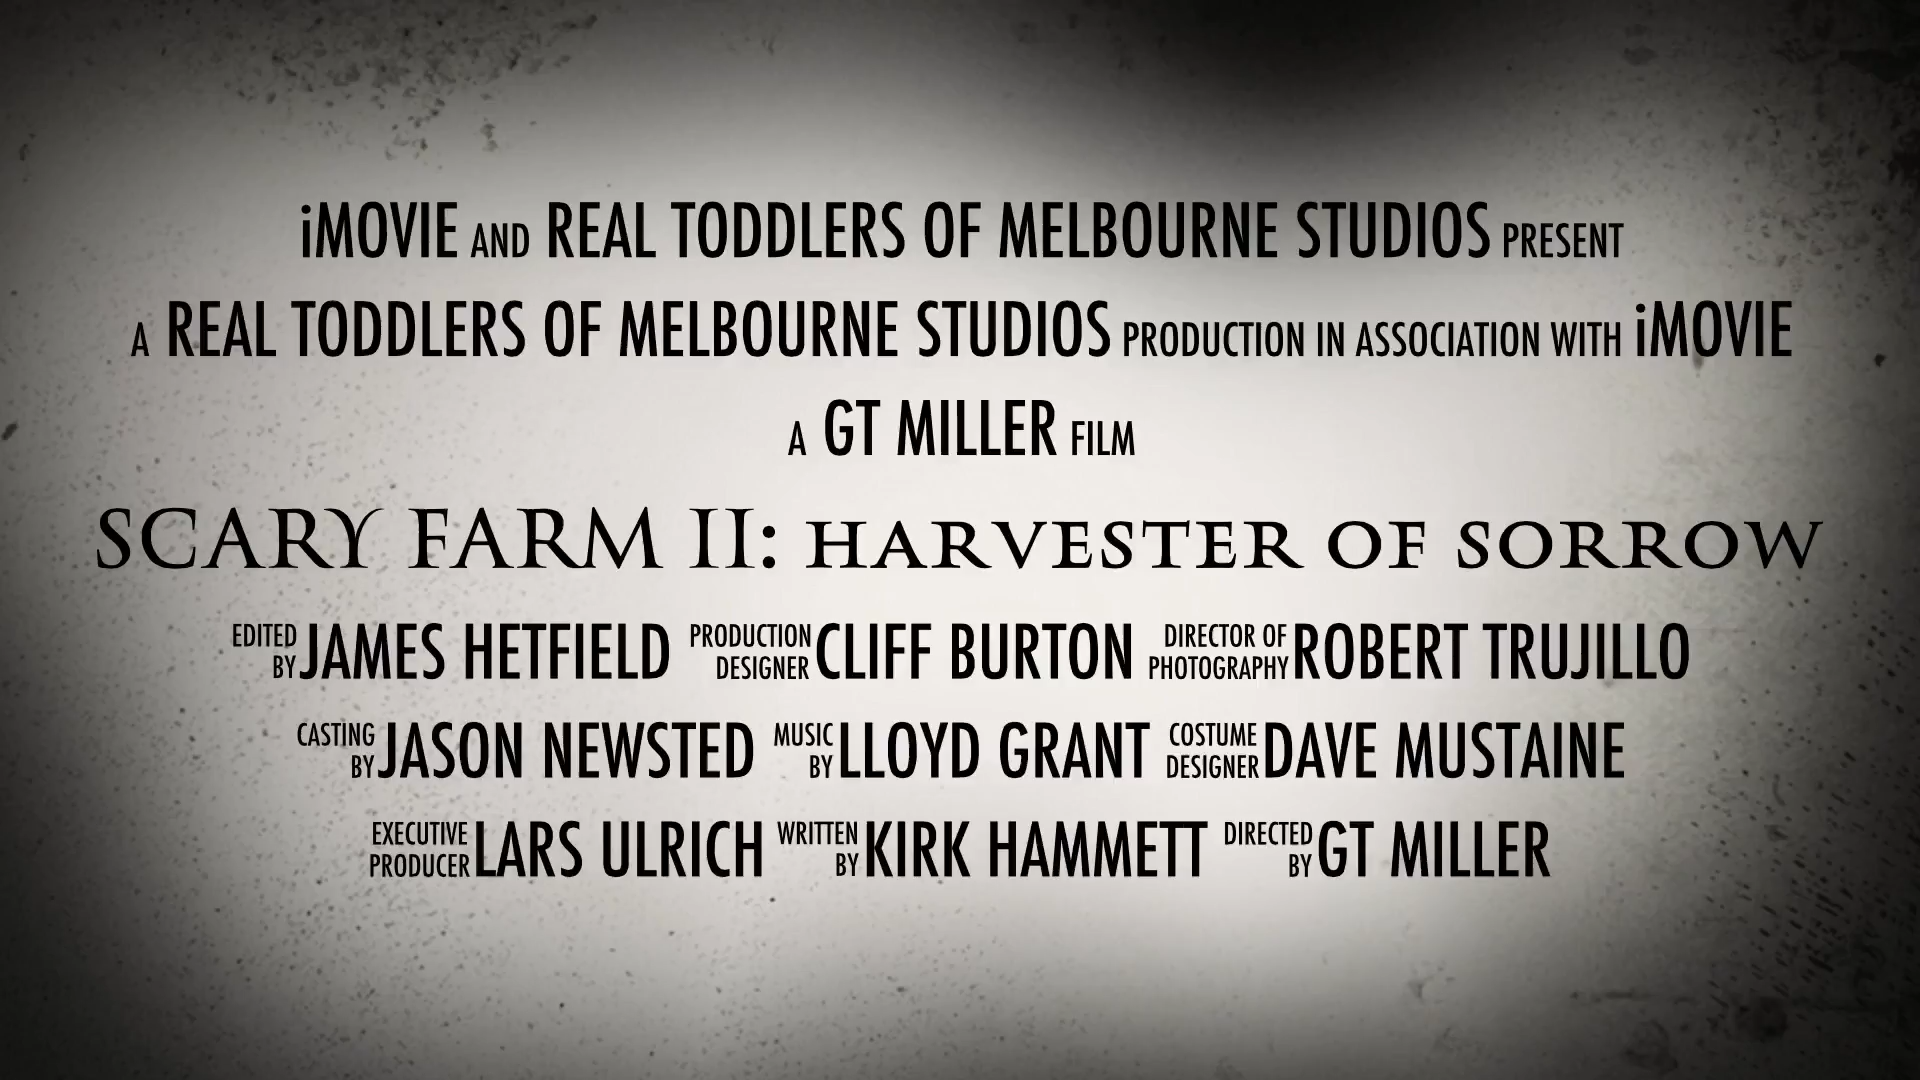 iMOVIE AND REAL TODDLERS OF MELBOURNE STUDIOS PRESENT
A REAL TODDLERS OF MELBOURNE STUDIOS PRODUCTION IN ASSOCIATION WITH iMOVIE
A GT MILLER FILM
SCARY FARM II: HARVESTER OF SORROW
EDITED BY JAMES HETFIELD PRODUCTION DESIGNER CLIFF BURTON DIRECTOR OF PHOTOGRAPHY ROBERT TRUJILLO
CASTING BY JASON NEWSTED MUSIC BY LLOYD GRANT COSTUME DESIGNER DAVE MUSTAINE
EXECUTIVE PRODUCER LARS ULRICH WRITTEN BY KIRK HAMMETT DIRECTED BY GT MILLER